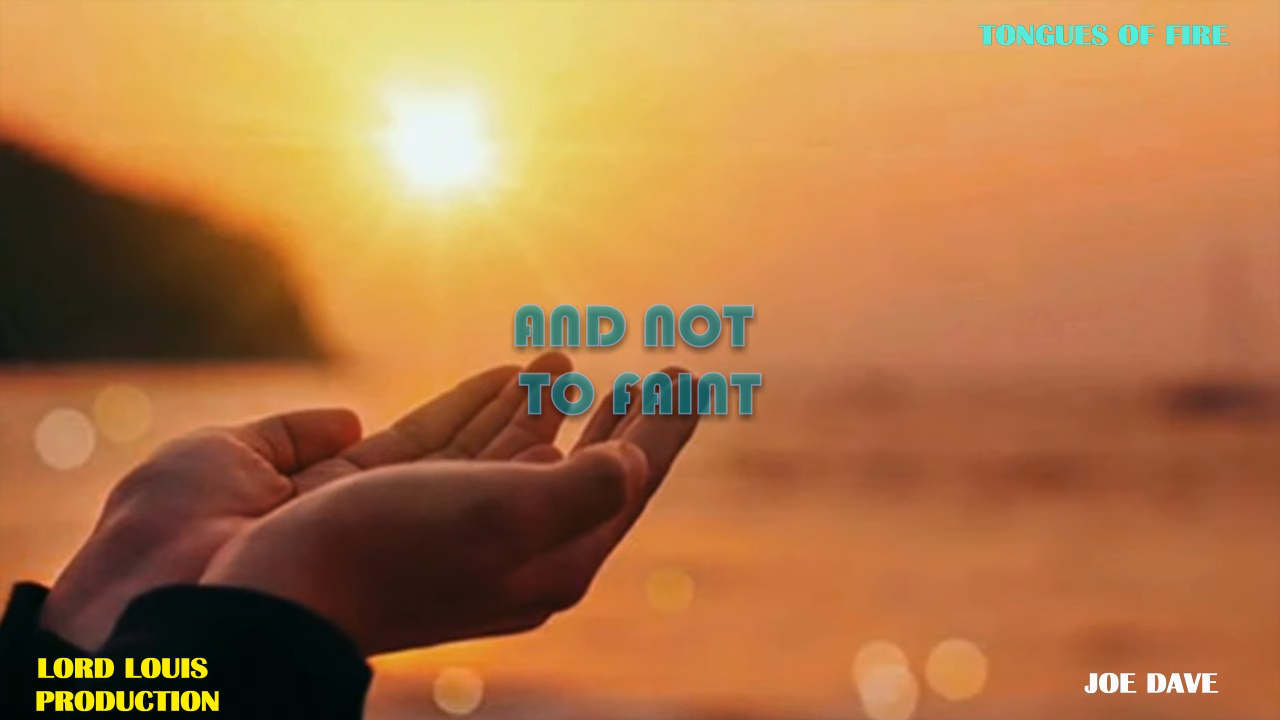 TONGUES OF FIRE
AND NOT
TO FAINT
LORD LOUIS
PRODUCTION
JOE DAVE